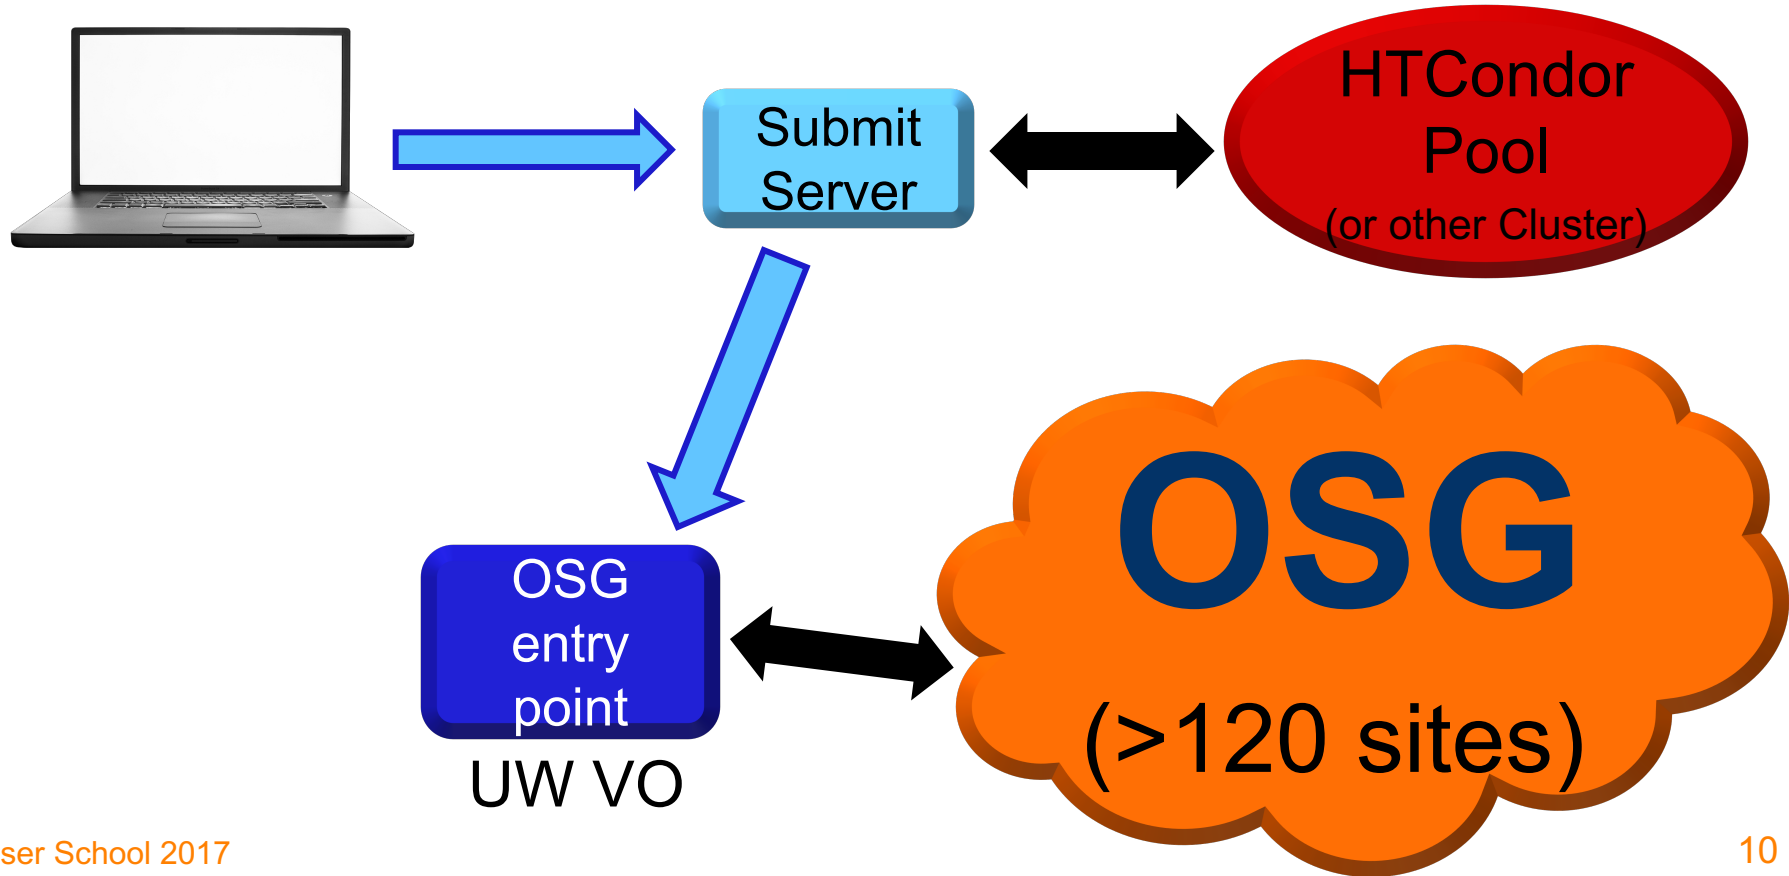 Submit
Server
HTCondor
Pool
(or other Cluster)
OSG
entry
point
UW VO
OSG
(>120 sites)
ser School 2017
10